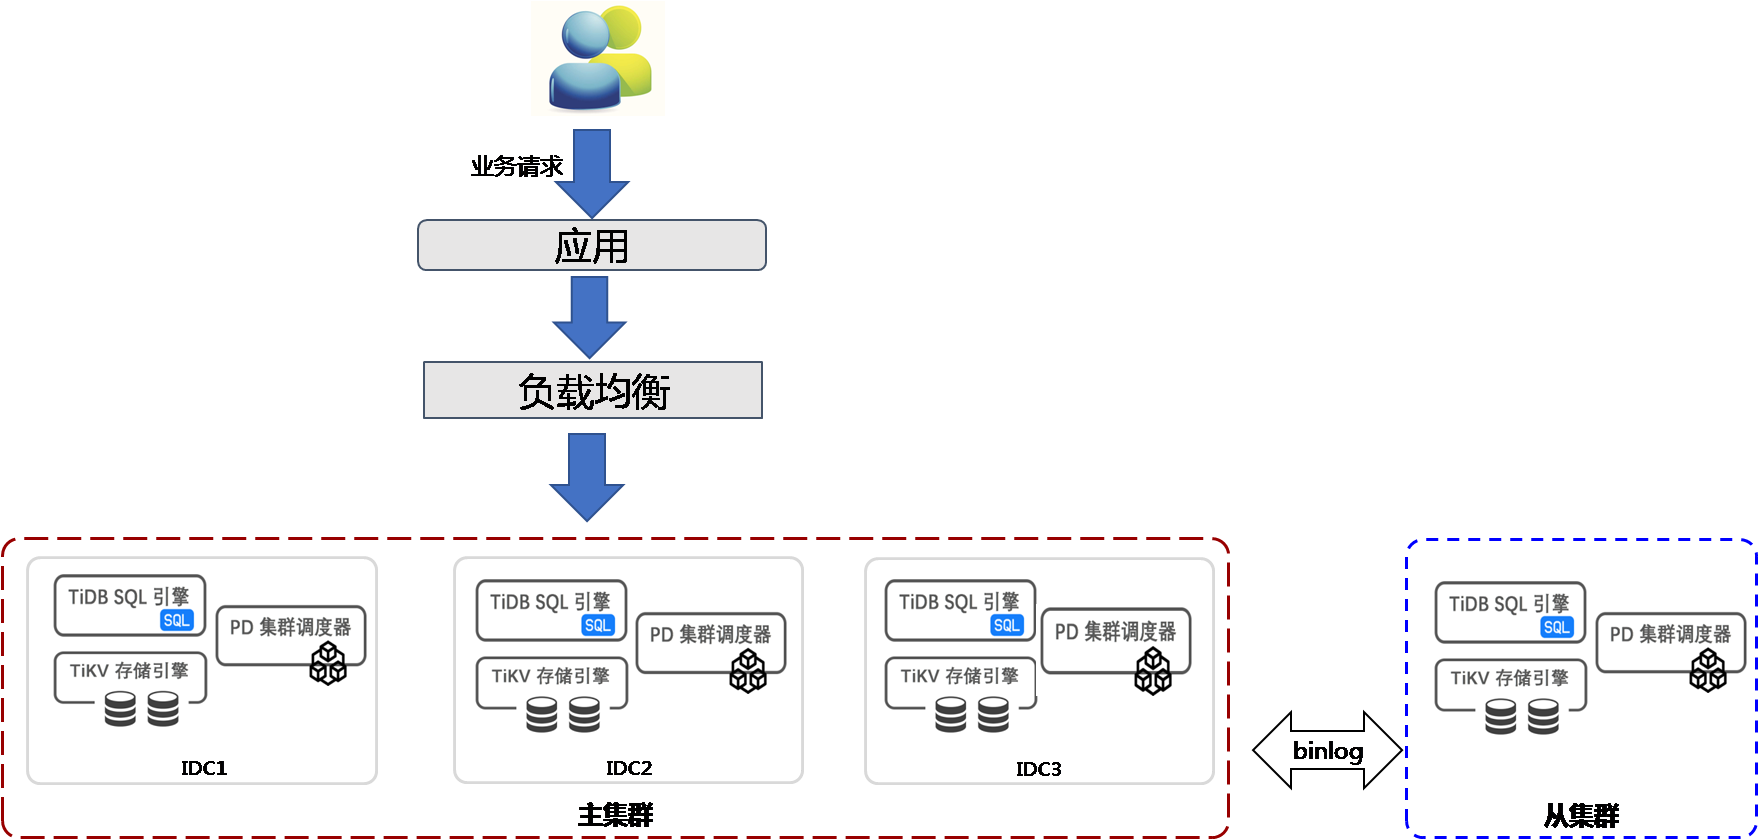 业务请求
应用
负载均衡
TiDB SQL 引擎
SQL
PD 集群调度器
TiKV 存储引擎
IDC1
TiDB SQL 引擎
SQL
PD 集群调度器
TiKV 存储引擎
IDC2
TiDB SQL 引擎
SQL
PD 集群调度器
TiKV 存储引擎
IDC3
主集群
binlog
TiDB SQL 引擎
SQL
PD 集群调度器
TiKV 存储引擎
从集群